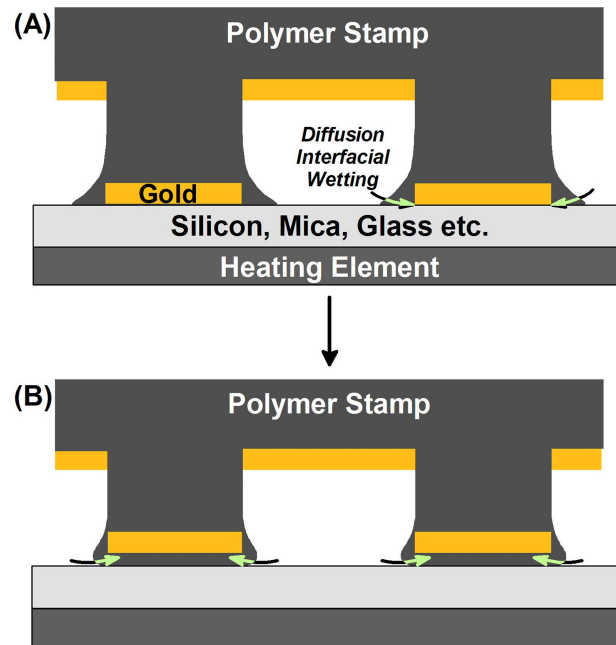 (A)
Polymer Stamp
Diffusion
Interfacial
Wetting
Gold
Silicon, Mica, Glass etc.
Heating Element
(B)
Polymer Stamp